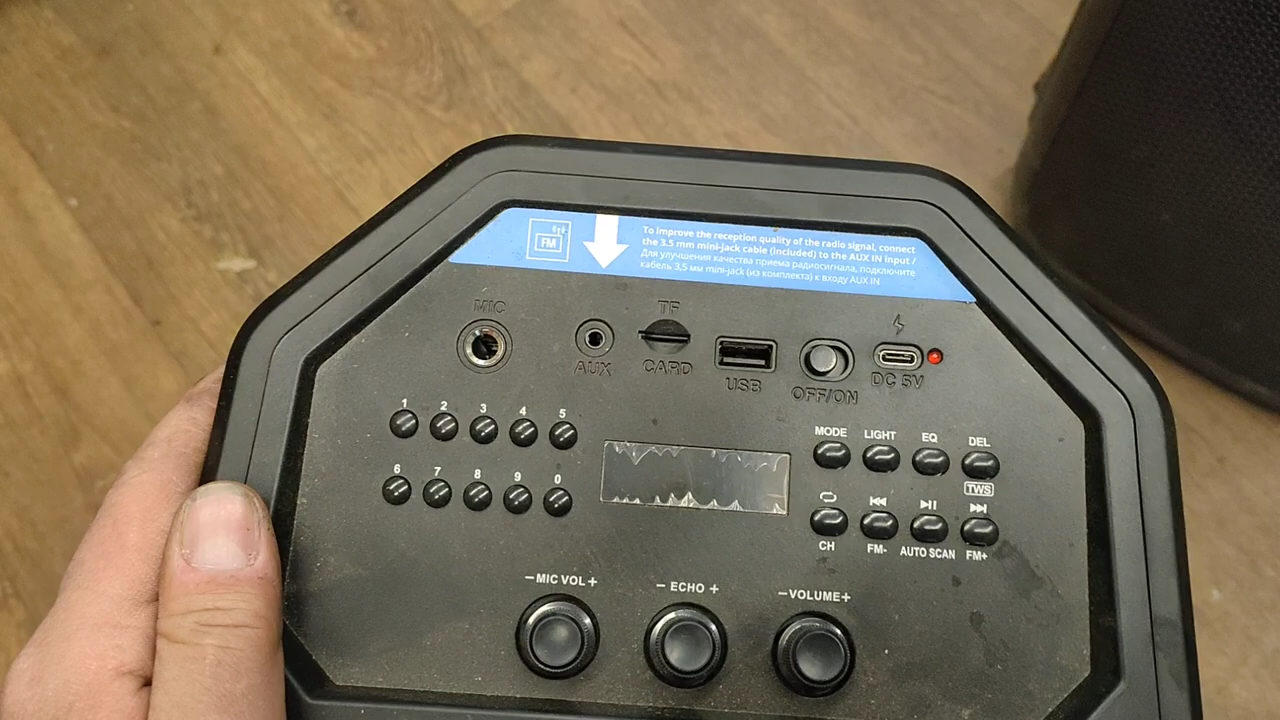 FM
To improve the reception quality of the radio signal, connect
the 3.5 mm mini-jack cable (included) to the AUX IN input /
Для улучшения качества приема радиосигнала, подключите
кабель 3,5 мм mini-jack (из комплекта) к входу AUX IN
MIC
TF
AUX
CARD
USB
OFF/ON
DC 5V
1 2 3 4 5
MODE LIGHT EQ DEL
6 7 8 9 0
TWS
CH FM- AUTO SCAN FM+
−MIC VOL+ − ECHO + −VOLUME+